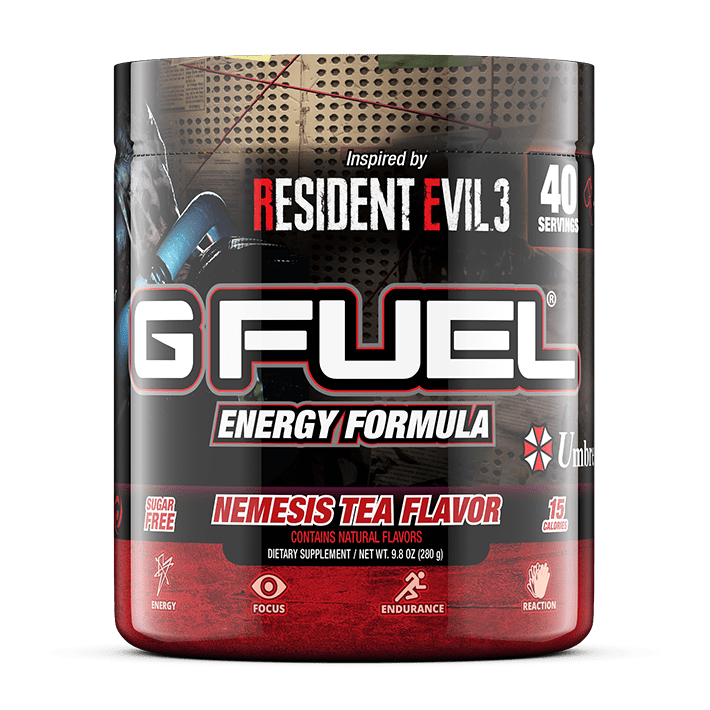 Inspired by
RESIDENT EVIL.3
40
SERVINGS
G FUEL®
ENERGY FORMULA
SUGAR
FREE
NEMESIS TEA FLAVOR
CONTAINS NATURAL FLAVORS
DIETARY SUPPLEMENT / NET WT. 9.8 OZ (280 g)
15
CALORIES
ENERGY
FOCUS
ENDURANCE
REACTION